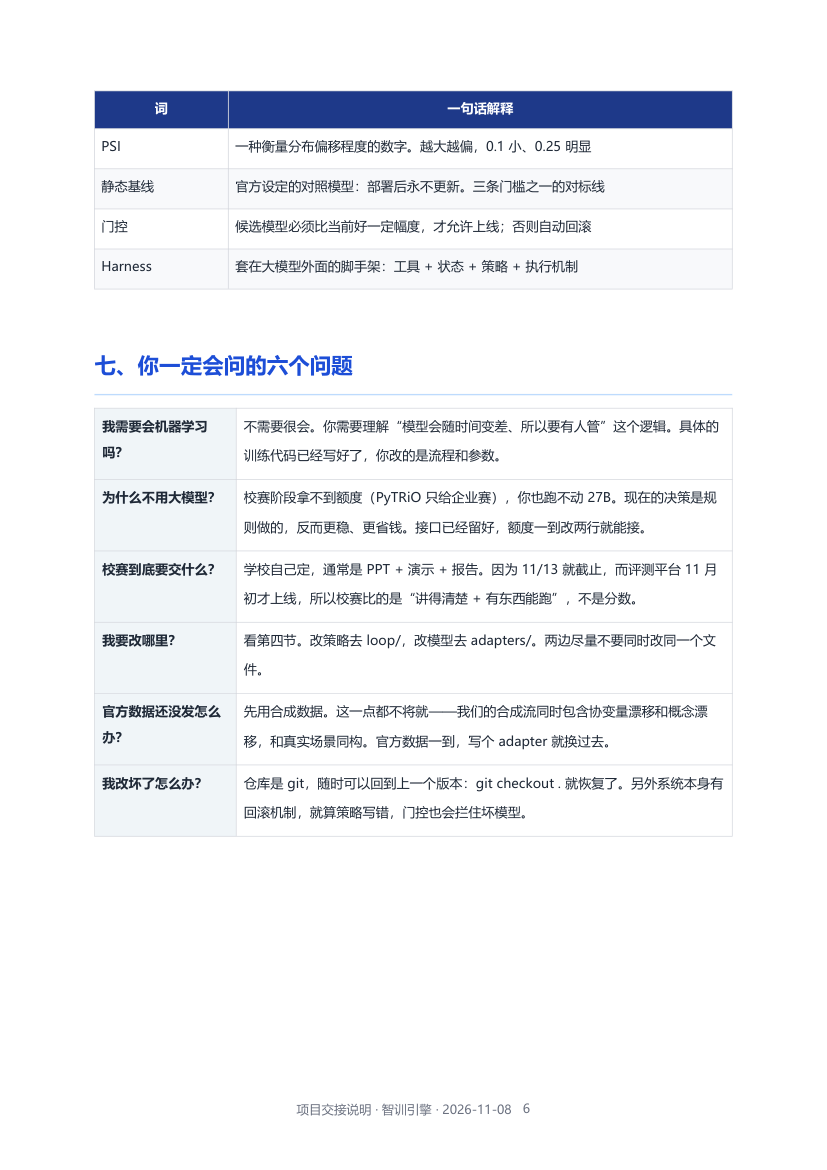 词 一句话解释
PSI 一种衡量分布偏移程度的数字。越大越偏，0.1 小、0.25 明显
静态基线 官方设定的对照模型：部署后永不更新。三条门槛之一的对标线
门控 候选模型必须比当前好一定幅度，才允许上线；否则自动回滚
Harness 套在大模型外面的脚手架：工具 + 状态 + 策略 + 执行机制
七、你一定会问的六个问题
我需要会机器学习
吗？
不需要很会。你需要理解“模型会随时间变差、所以要有人管”这个逻辑。具体的
训练代码已经写好了，你改的是流程和参数。
为什么不用大模型？
校赛阶段拿不到额度（PyTRiO 只给企业赛），你也跑不动 27B。现在的决策是规
则做的，反而更稳、更省钱。接口已经留好，额度一到改两行就能接。
校赛到底要交什么？
学校自己定，通常是 PPT + 演示 + 报告。因为 11/13 就截止，而评测平台 11 月
初才上线，所以校赛比的是“讲得清楚 + 有东西能跑”，不是分数。
我要改哪里？
看第四节。改策略去 loop/，改模型去 adapters/。两边尽量不要同时改同一个文
件。
官方数据还没发怎么
办？
先用合成数据。这一点都不将就——我们的合成流同时包含协变量漂移和概念漂
移，和真实场景同构。官方数据一到，写个 adapter 就换过去。
我改坏了怎么办？
仓库是 git，随时可以回到上一个版本：git checkout . 就恢复了。另外系统本身有
回滚机制，就算策略写错，门控也会拦住坏模型。
项目交接说明 · 智训引擎 · 2026-11-08 6